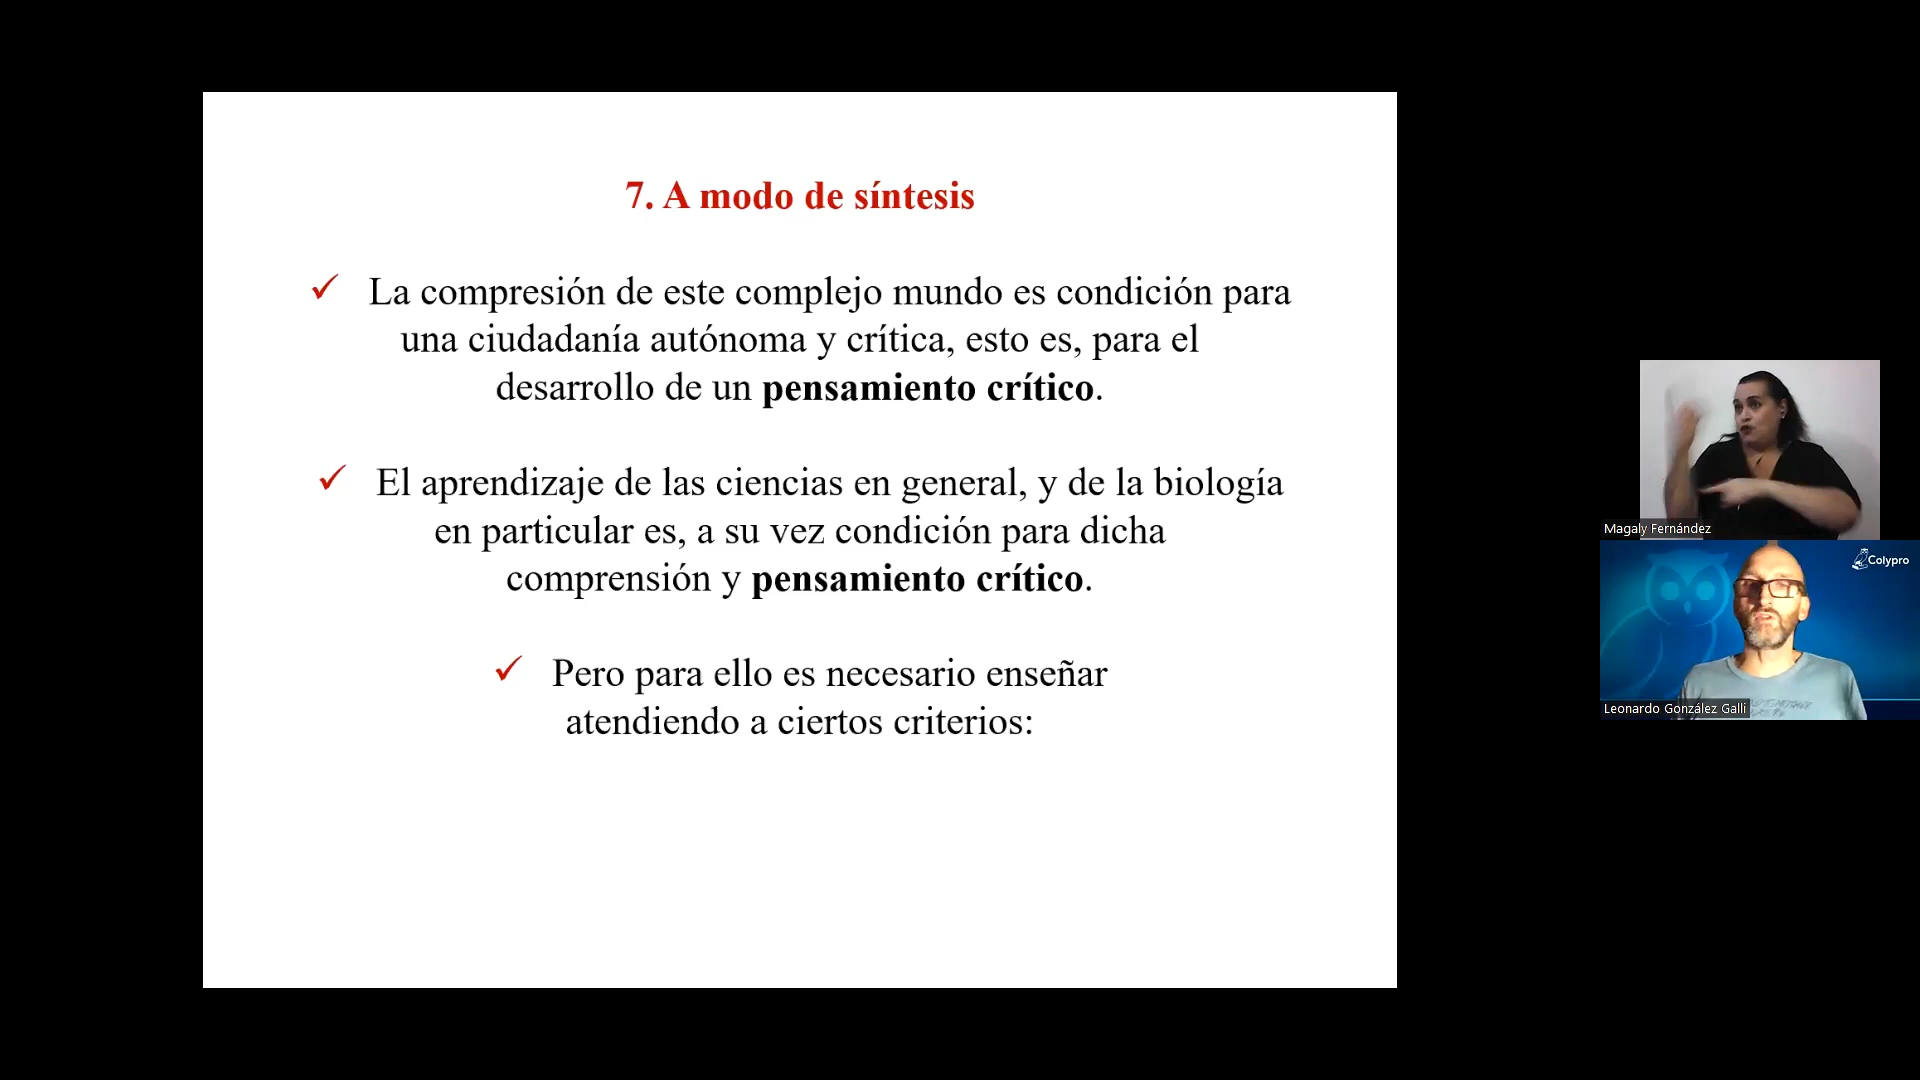 7. A modo de síntesis
✓ La compresión de este complejo mundo es condición para
una ciudadanía autónoma y crítica, esto es, para el
desarrollo de un pensamiento crítico.
✓ El aprendizaje de las ciencias en general, y de la biología
en particular es, a su vez condición para dicha
comprensión y pensamiento crítico.
✓ Pero para ello es necesario enseñar
atendiendo a ciertos criterios:
Magaly Fernández
Colypro
Leonardo González Galli